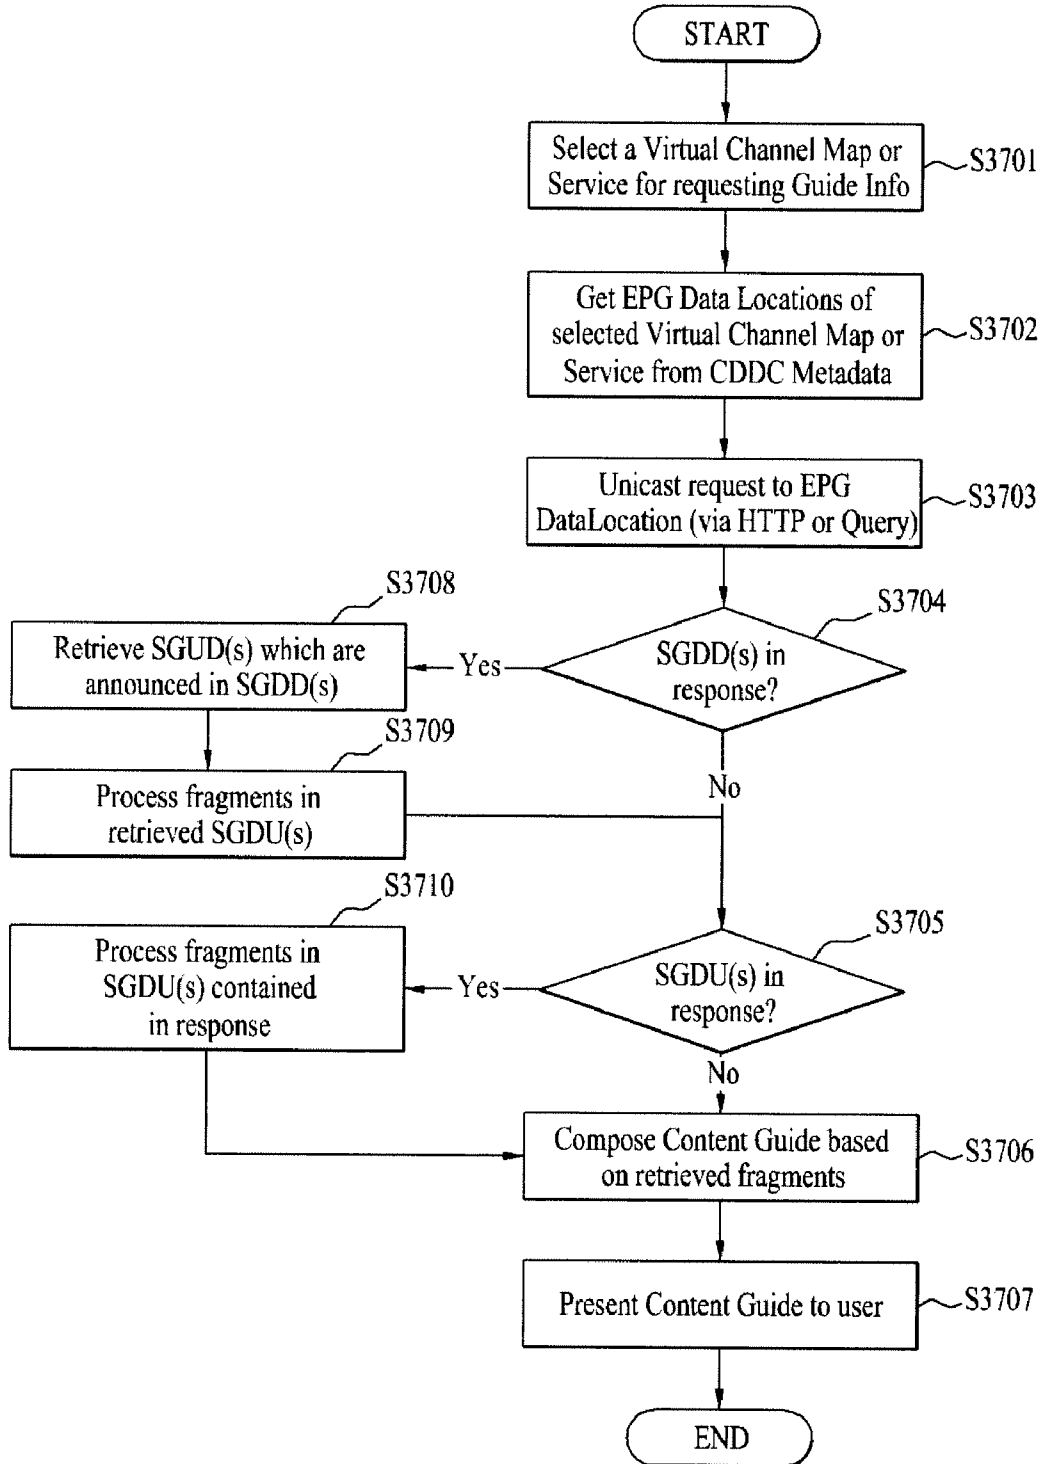 START
Select a Virtual Channel Map or
Service for requesting Guide Info
S3701
Get EPG Data Locations of
selected Virtual Channel Map or
Service from CDDC Metadata
S3702
Unicast request to EPG
DataLocation (via HTTP or Query)
S3703
SGDD(s) in
response?
S3704
Yes
No
S3708
Retrieve SGUD(s) which are
announced in SGDD(s)
S3709
Process fragments in
retrieved SGDU(s)
S3710
Process fragments in
SGDU(s) contained
in response
Yes
SGDU(s) in
response?
S3705
No
Compose Content Guide based
on retrieved fragments
S3706
Present Content Guide to user
S3707
END